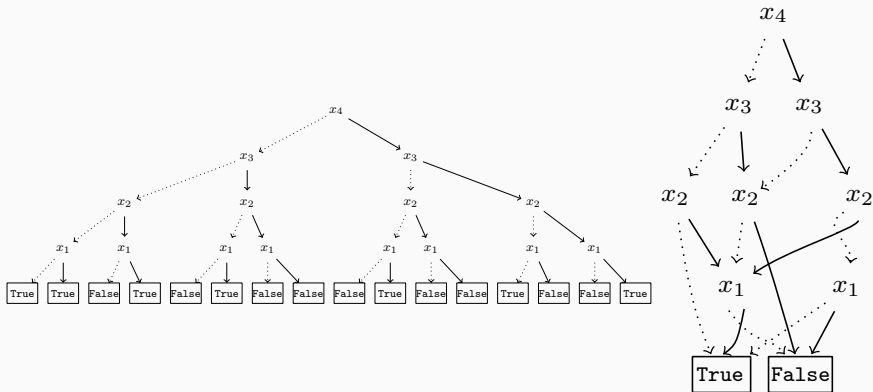 x₄
x₃ x₃
x₂ x₂ x₂ x₂
x₁ x₁ x₁ x₁ x₁ x₁ x₁ x₁
True True False True False True False False False True False False True False False True
x₄
x₃ x₃
x₂ x₂ x₂
x₁ x₁
True False